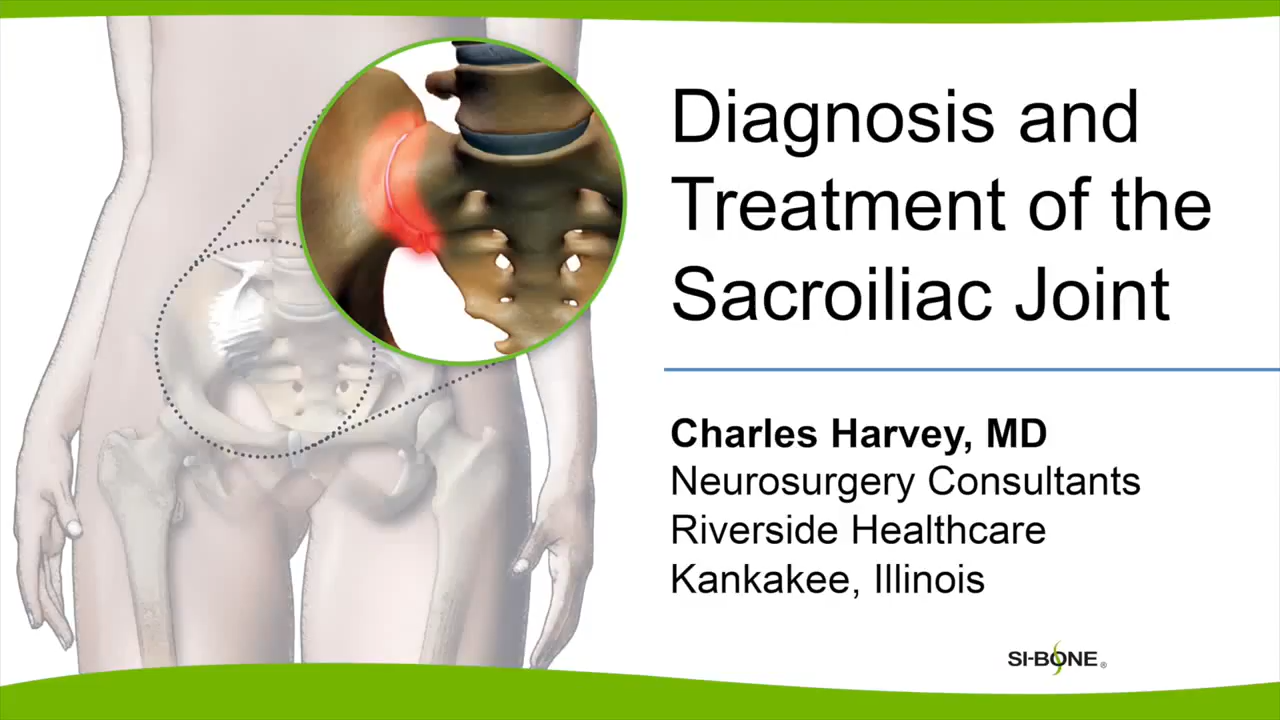 Diagnosis and
Treatment of the
Sacroiliac Joint
Charles Harvey, MD
Neurosurgery Consultants
Riverside Healthcare
Kankakee, Illinois
SI-BONE®